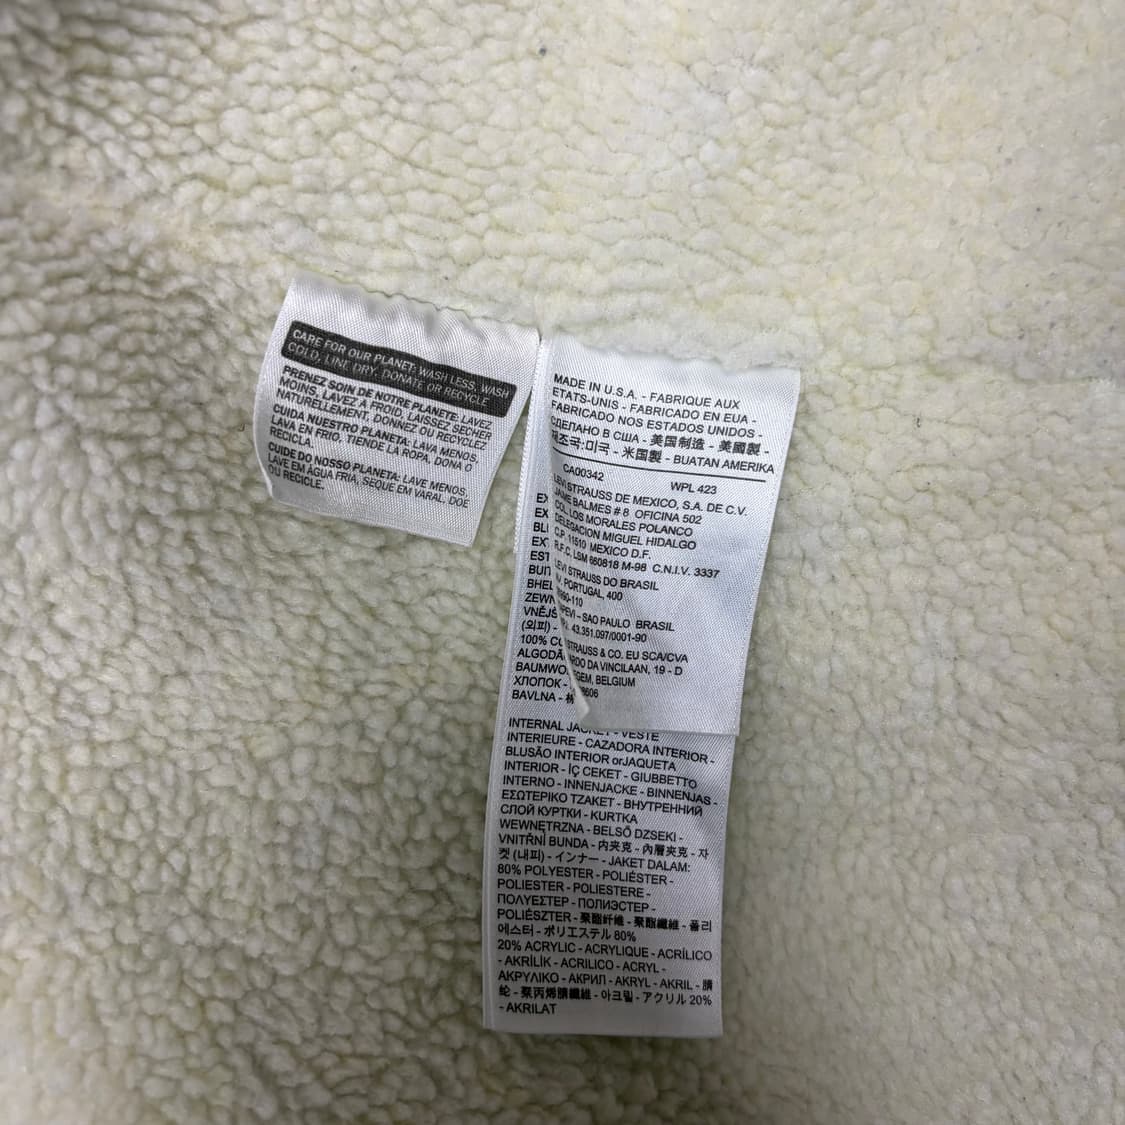 CARE FOR OUR PLANET: WASH LESS, WASH
COLD, LINE DRY, DONATE OR RECYCLE
PRENEZ SOIN DE NOTRE PLANETE: LAVEZ
MOINS, LAVEZ À FROID, LAISSEZ SECHER
NATURELLEMENT, DONNEZ OU RECYCLEZ
CUIDA NUESTRO PLANETA: LAVA MENOS,
LAVA EN FRÍO, TIENDE LA ROPA, DONA O
RECICLA.
CUIDE DO NOSSO PLANETA: LAVE MENOS,
LAVE EM ÁGUA FRIA, SEQUE EM VARAL, DOE
OU RECICLE.
MADE IN U.S.A. - FABRIQUE AUX
ETATS-UNIS - FABRICADO EN EUA -
FABRICADO NOS ESTADOS UNIDOS -
СДЕЛАНО В США - 美国制造 - 美國製 -
제조국:미국 - 米国製 - BUATAN AMERIKA
CA00342 WPL 423
LEVI STRAUSS DE MEXICO, S.A. DE C.V.
JAIME BALMES # 8 OFICINA 502
COL. LOS MORALES POLANCO
DELEGACION MIGUEL HIDALGO
C.P. 11510 MEXICO D.F.
R.F.C. LSM 660818 M-98 C.N.I.V. 3337
LEVI STRAUSS DO BRASIL
PORTUGAL, 400
SAO PAULO BRASIL
43.351.097/0001-90
STRAUSS & CO. EU SCA/CVA
DA VINCILAAN, 19 - D
BELGIUM
(외피) -
100%
ХЛОПОК -
BAVLNA -
INTERNAL JACKET - VESTE
INTERIEURE - CAZADORA INTERIOR -
BLUSÃO INTERIOR orJAQUETA
INTERIOR - İÇ CEKET - GIUBBETTO
INTERNO - INNENJACKE - BINNENJAS -
ΕΣΩΤΕΡΙΚΟ ΤΖΑΚΕΤ - ВНУТРЕННИЙ
СЛОЙ КУРТКИ - KURTKA
WEWNĘTRZNA - BELSŐ DZSEKI -
VNITŘNÍ BUNDA - 内夹克 - 內層夾克 - 자
켓 (내피) - インナー - JAKET DALAM:
80% POLYESTER - POLIÉSTER -
POLIESTER - POLIESTERE -
ΠΟΛΥΕΣΤΕΡ - ПОЛИЭСТЕР -
POLIÉSZTER - 聚酯纤维 - 聚酯纖維 - 폴리
에스터 - ポリエステル 80%
20% ACRYLIC - ACRYLIQUE - ACRÍLICO
- AKRİLİK - ACRILICO - ACRYL -
ΑΚΡΥΛΙΚΟ - АКРИЛ - AKRYL - AKRIL - 腈
纶 - 聚丙烯腈纖維 - 아크릴 - アクリル 20%
- AKRILAT